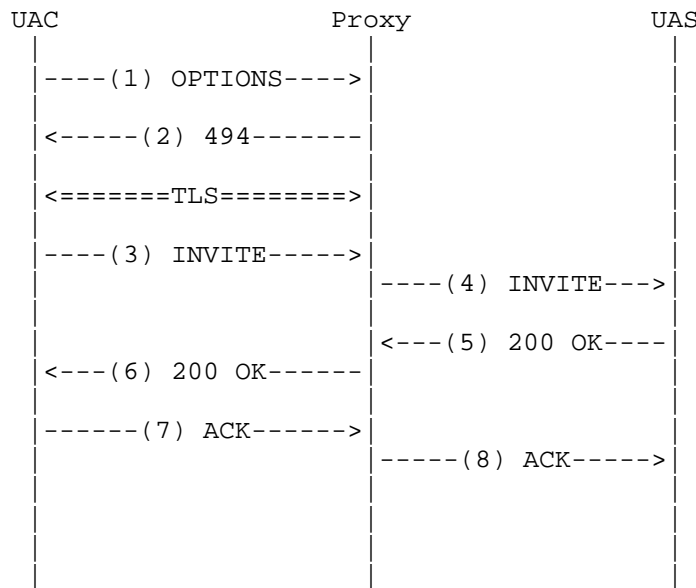 UAC Proxy UAS
----(1) OPTIONS---->
<-----(2) 494-------
<=======TLS========>
----(3) INVITE----->
----(4) INVITE--->
<---(5) 200 OK----
<---(6) 200 OK------
------(7) ACK------>
-----(8) ACK----->